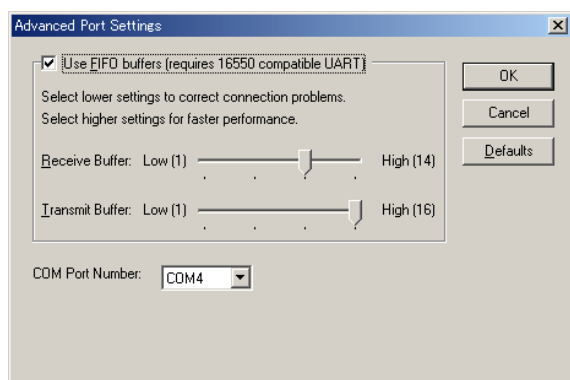 Advanced Port Settings
Use FIFO buffers (requires 16550 compatible UART)
Select lower settings to correct connection problems.
Select higher settings for faster performance.
Receive Buffer: Low (1) High (14)
Transmit Buffer: Low (1) High (16)
COM Port Number: COM4
OK
Cancel
Defaults